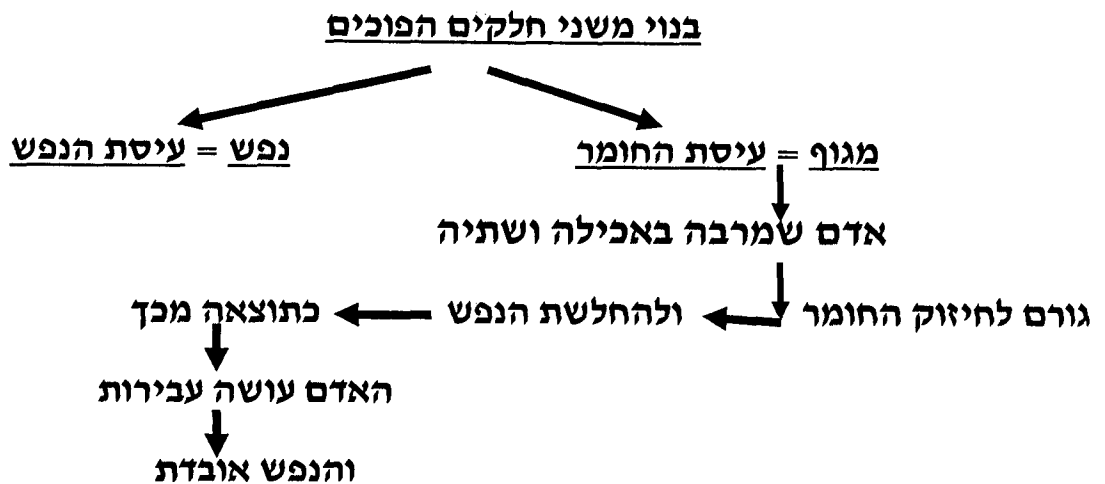 בנוי משני חלקים הפוכים
מגוף = עיסת החומר
נפש = עיסת הנפש
אדם שמרבה באכילה ושתיה
גורם לחיזוק החומר
ולהחלשת הנפש
כתוצאה מכך
האדם עושה עבירות
והנפש אובדת